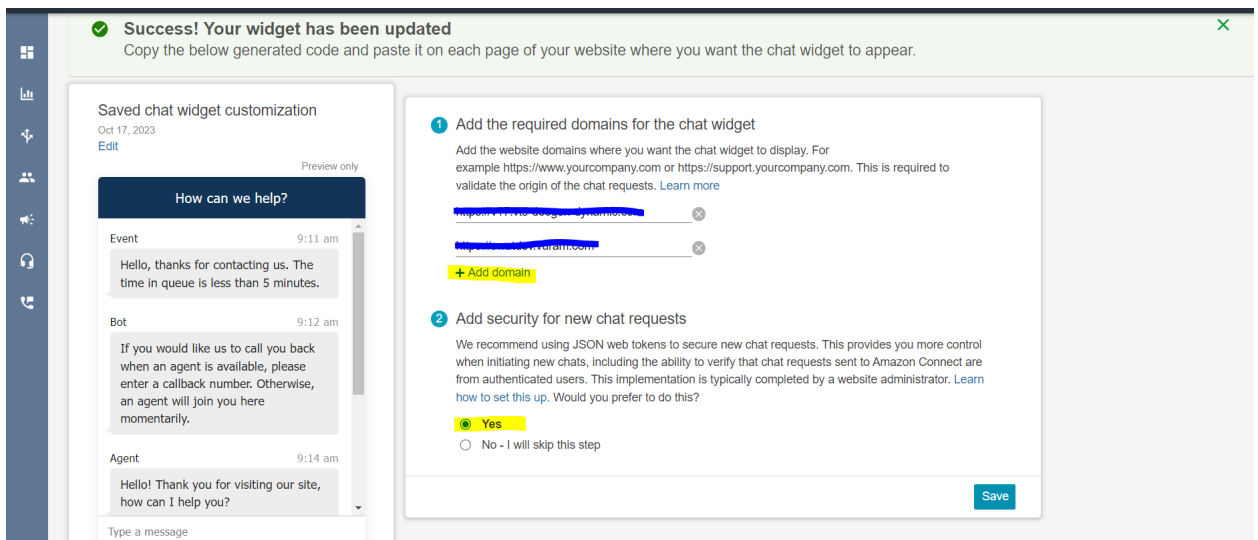 Success! Your widget has been updated
Copy the below generated code and paste it on each page of your website where you want the chat widget to appear.
Saved chat widget customization
Oct 17, 2023
Edit
Preview only
How can we help?
Event 9:11 am
Hello, thanks for contacting us. The
time in queue is less than 5 minutes.
Bot 9:12 am
If you would like us to call you back
when an agent is available, please
enter a callback number. Otherwise,
an agent will join you here
momentarily.
Agent 9:14 am
Hello! Thank you for visiting our site,
how can I help you?
Type a message
1 Add the required domains for the chat widget
Add the website domains where you want the chat widget to display. For
example https://www.yourcompany.com or https://support.yourcompany.com. This is required to
validate the origin of the chat requests. Learn more
+ Add domain
2 Add security for new chat requests
We recommend using JSON web tokens to secure new chat requests. This provides you more control
when initiating new chats, including the ability to verify that chat requests sent to Amazon Connect are
from authenticated users. This implementation is typically completed by a website administrator. Learn
how to set this up. Would you prefer to do this?
Yes
No - I will skip this step
Save